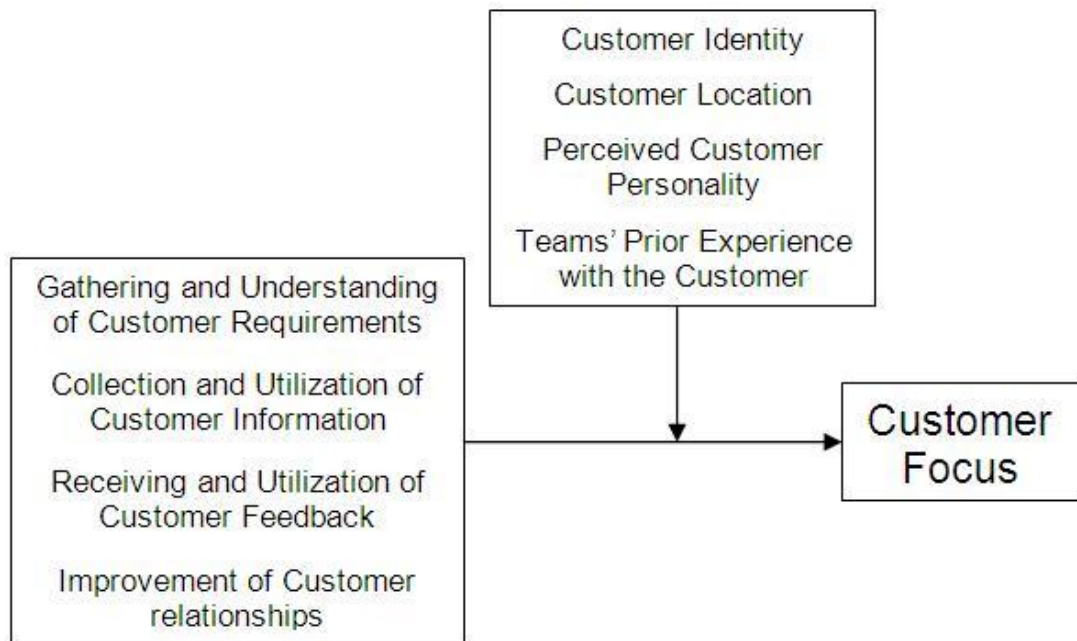 Customer Identity
Customer Location
Perceived Customer
Personality
Teams' Prior Experience
with the Customer
Gathering and Understanding
of Customer Requirements
Collection and Utilization of
Customer Information
Receiving and Utilization of
Customer Feedback
Improvement of Customer
relationships
Customer
Focus